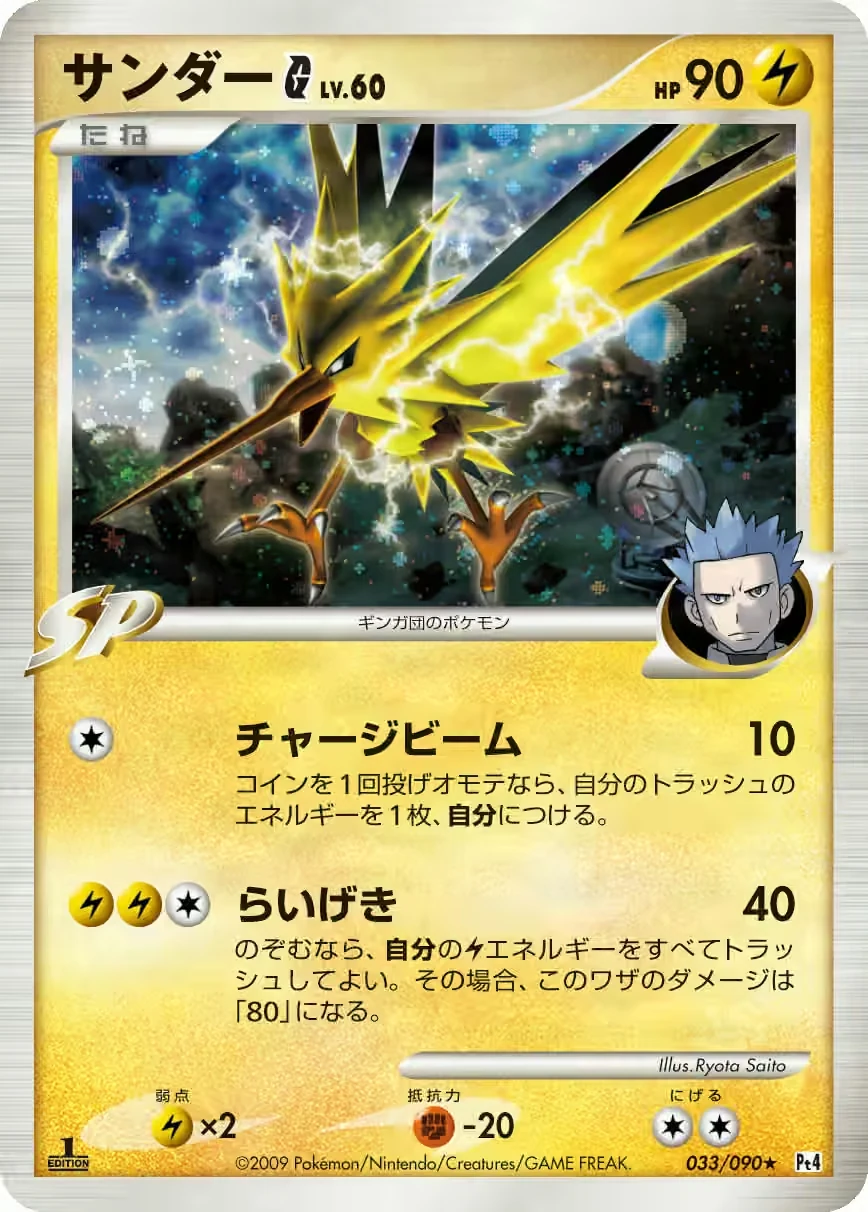 サンダーG LV.60 HP 90
たね
SP
ギンガ団のポケモン
チャージビーム 10
コインを1回投げオモテなら、自分のトラッシュの
エネルギーを1枚、自分につける。
らいげき 40
のぞむなら、自分のエネルギーをすべてトラッ
シュしてよい。その場合、このワザのダメージは
「80」になる。
Illus.Ryota Saito
弱点 抵抗力 にげる
×2 -20
1
EDITION
©2009 Pokémon/Nintendo/Creatures/GAME FREAK. 033/090★ Pt4